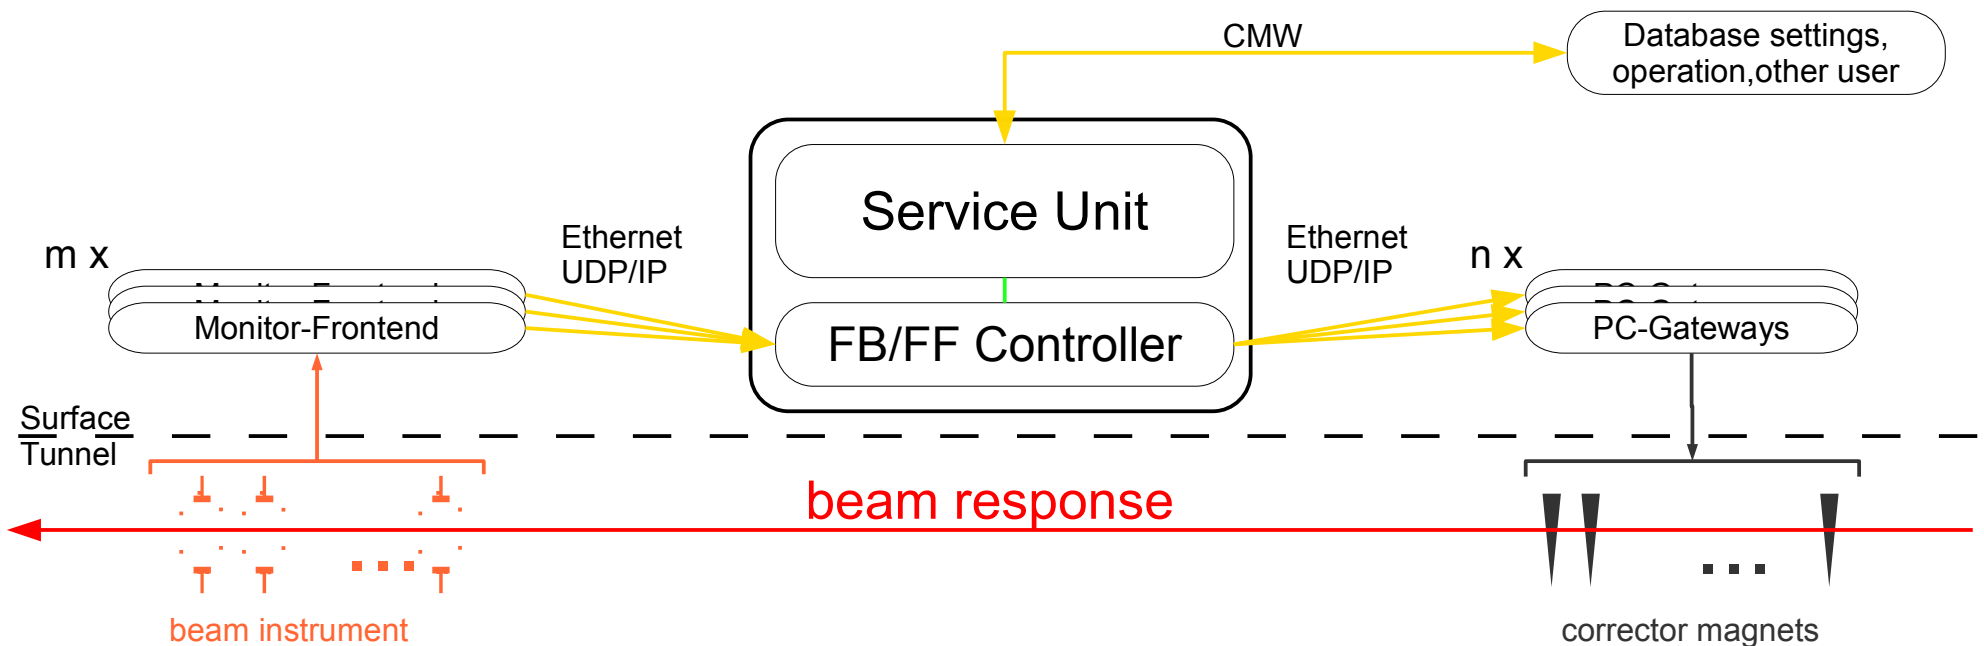 CMW
Database settings,
operation,other user
Service Unit
Ethernet
UDP/IP
Ethernet
UDP/IP
m x
n x
Monitor-Frontend
FB/FF Controller
PC-Gateways
Surface
Tunnel
beam response
beam instrument
corrector magnets